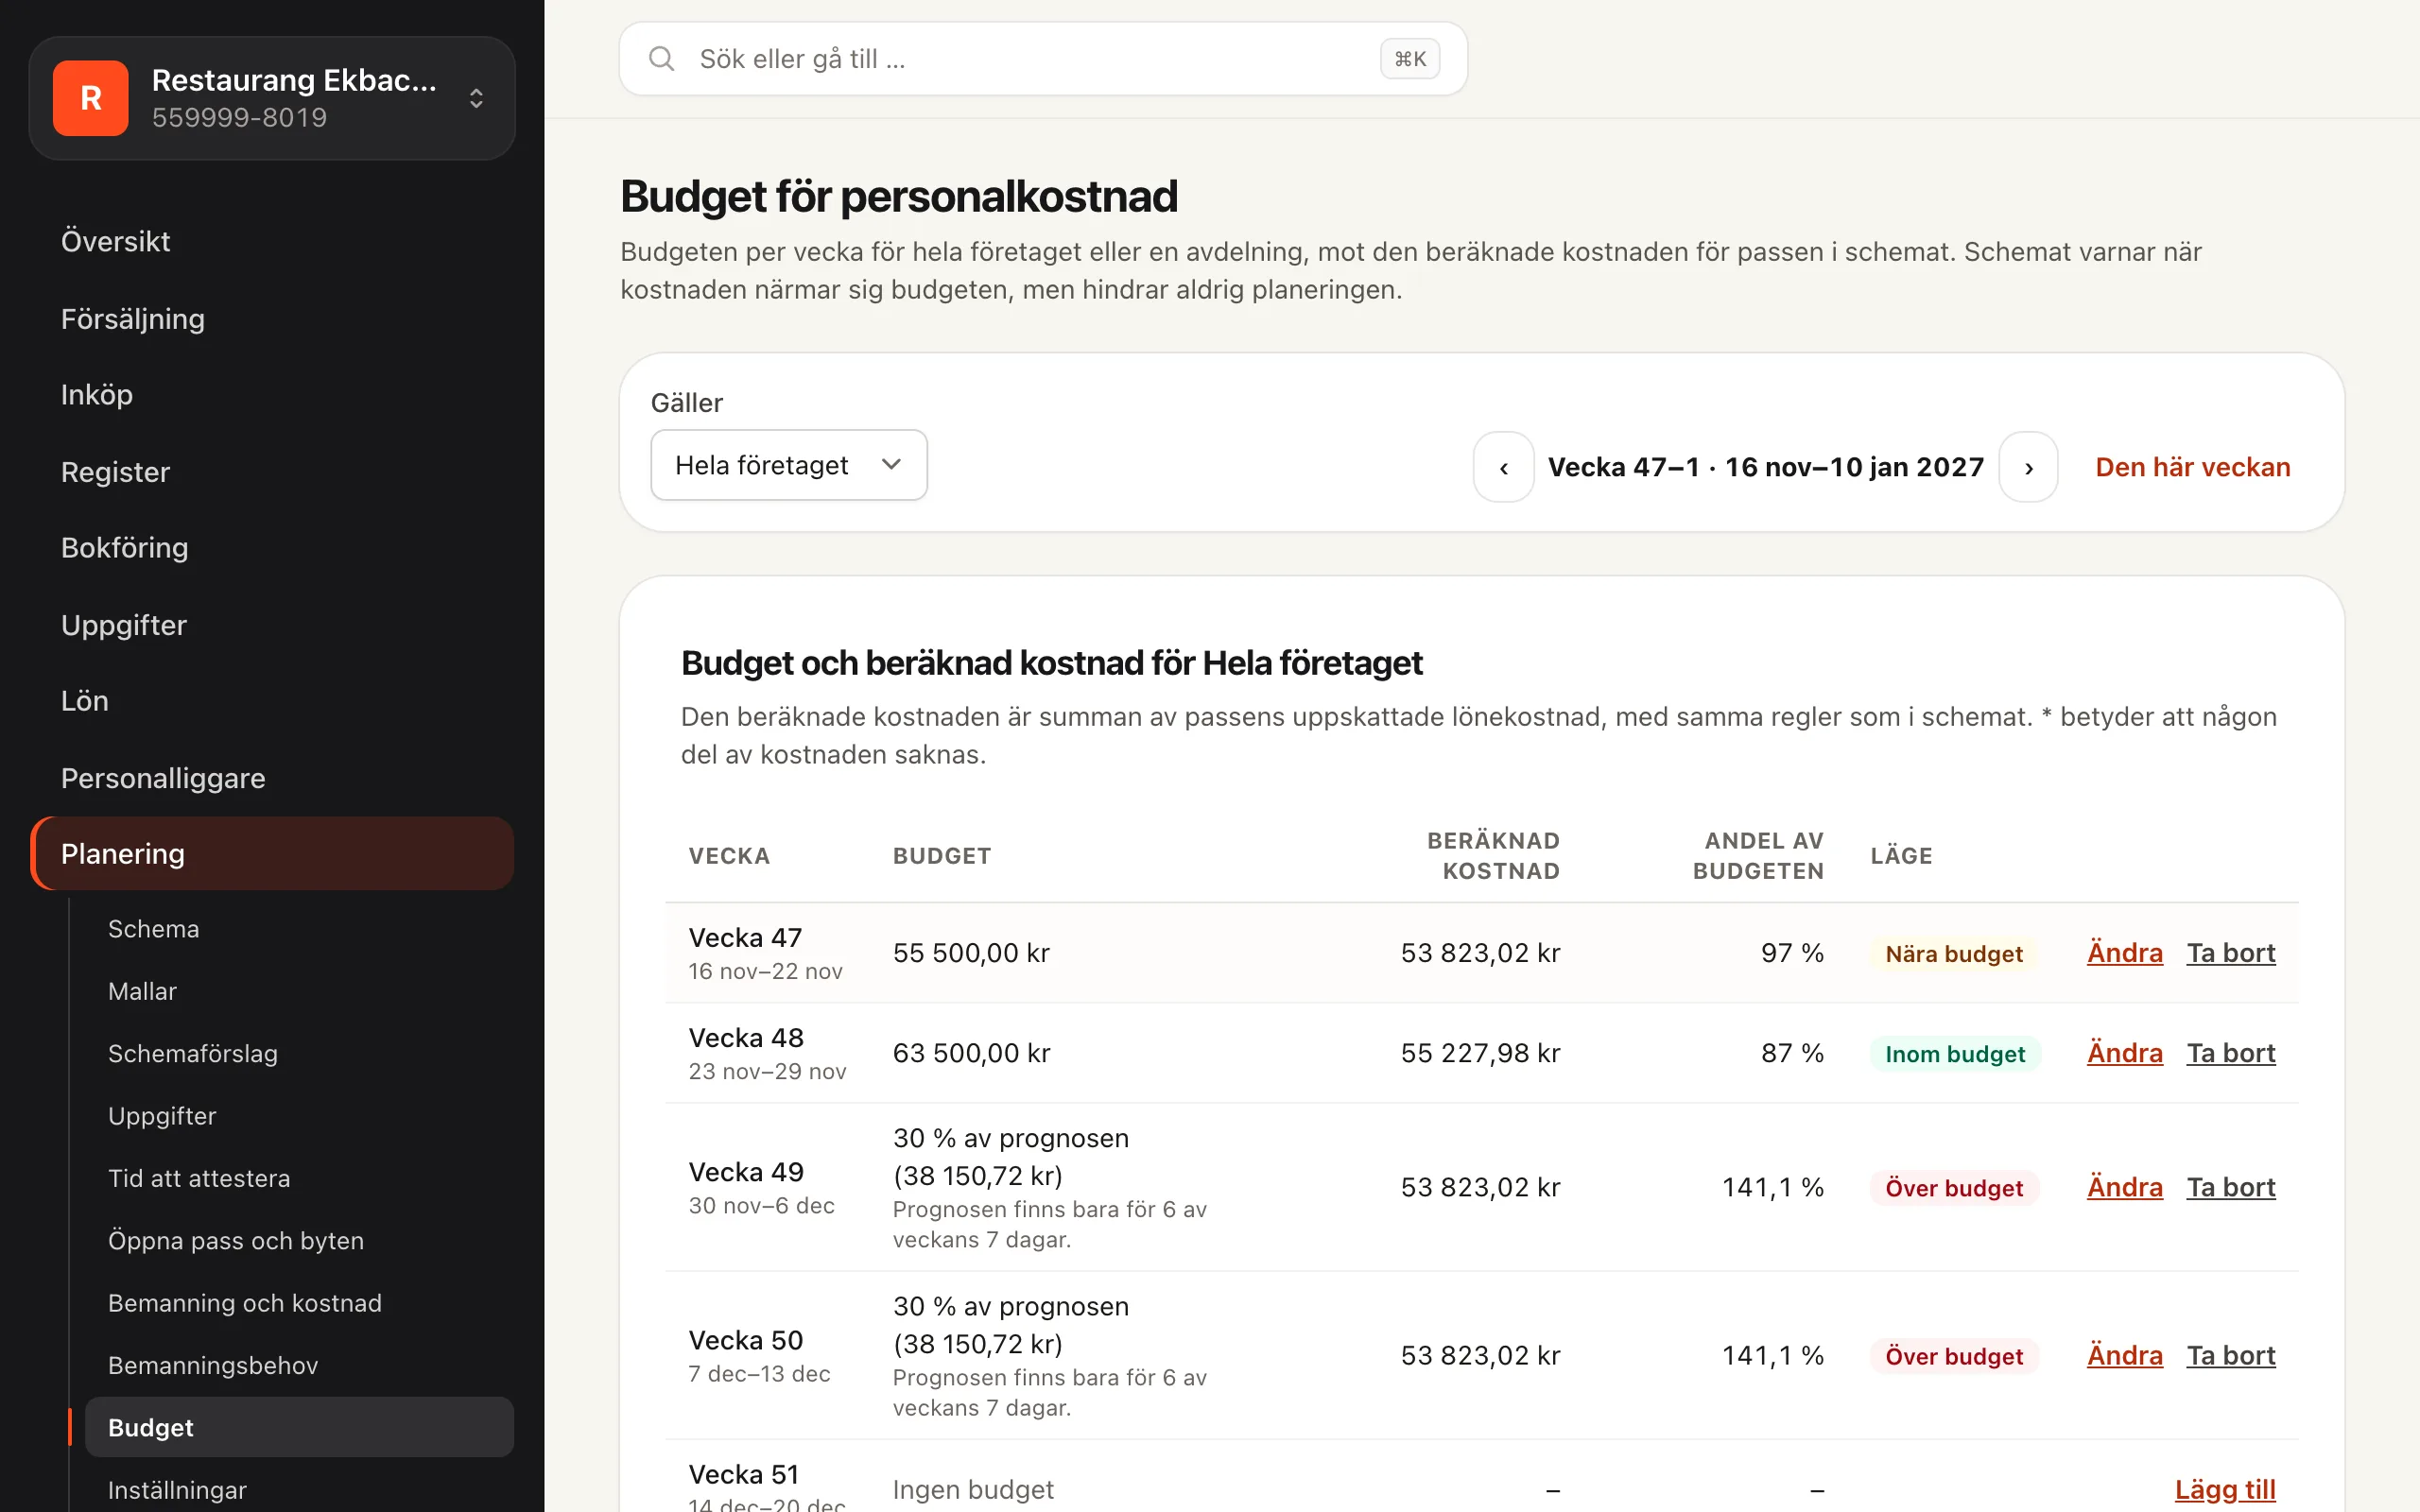 R
Restaurang Ekbac...
559999-8019
Översikt
Försäljning
Inköp
Register
Bokföring
Uppgifter
Lön
Personalliggare
Planering
Schema
Mallar
Schemaförslag
Uppgifter
Tid att attestera
Öppna pass och byten
Bemanning och kostnad
Bemanningsbehov
Budget
Inställningar
Sök eller gå till ...
⌘K
Budget för personalkostnad
Budgeten per vecka för hela företaget eller en avdelning, mot den beräknade kostnaden för passen i schemat. Schemat varnar när
kostnaden närmar sig budgeten, men hindrar aldrig planeringen.
Gäller
Hela företaget
‹ Vecka 47–1 · 16 nov–10 jan 2027 › Den här veckan
Budget och beräknad kostnad för Hela företaget
Den beräknade kostnaden är summan av passens uppskattade lönekostnad, med samma regler som i schemat. * betyder att någon
del av kostnaden saknas.
VECKA BUDGET BERÄKNAD KOSTNAD ANDEL AV BUDGETEN LÄGE
Vecka 47
16 nov–22 nov
55 500,00 kr 53 823,02 kr 97 % Nära budget Ändra Ta bort
Vecka 48
23 nov–29 nov
63 500,00 kr 55 227,98 kr 87 % Inom budget Ändra Ta bort
Vecka 49
30 nov–6 dec
30 % av prognosen
(38 150,72 kr)
Prognosen finns bara för 6 av
veckans 7 dagar.
53 823,02 kr 141,1 % Över budget Ändra Ta bort
Vecka 50
7 dec–13 dec
30 % av prognosen
(38 150,72 kr)
Prognosen finns bara för 6 av
veckans 7 dagar.
53 823,02 kr 141,1 % Över budget Ändra Ta bort
Vecka 51
14 dec–20 dec
Ingen budget – – Lägg till